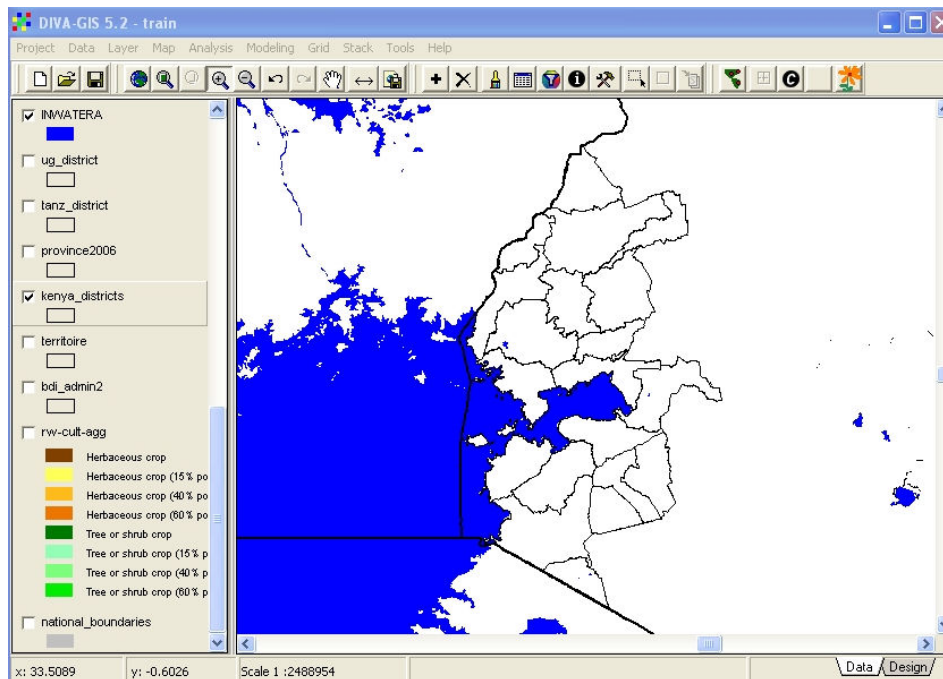 DIVA-GIS 5.2 - train
Project Data Layer Map Analysis Modeling Grid Stack Tools Help
INWATERA
ug_district
tanz_district
province2006
kenya_districts
territoire
bdi_admin2
rw-cult-agg
Herbaceous crop
Herbaceous crop (15% po
Herbaceous crop (40% po
Herbaceous crop (60% po
Tree or shrub crop
Tree or shrub crop (15% p
Tree or shrub crop (40% p
Tree or shrub crop (60% p
national_boundaries
x: 33.5089 y: -0.6026 Scale 1 :2488954 Data Design